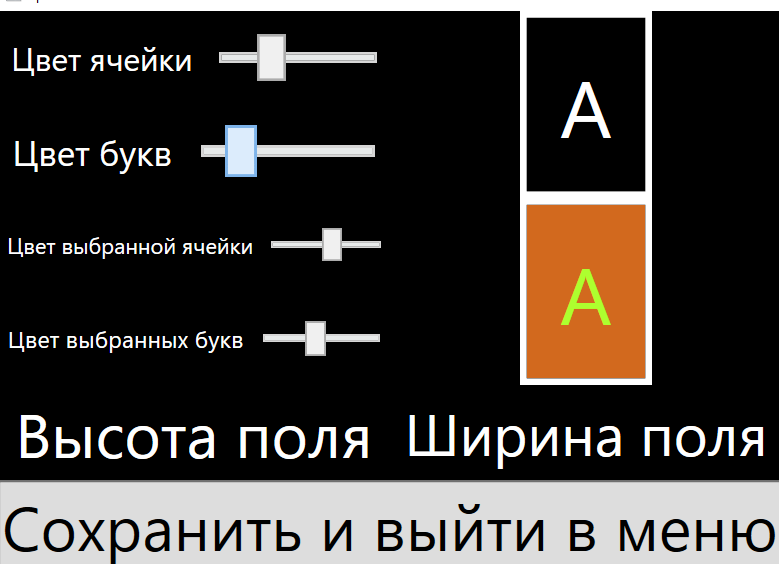 Цвет ячейки
A
Цвет букв
Цвет выбранной ячейки
A
Цвет выбранных букв
Высота поля Ширина поля
Сохранить и выйти в меню